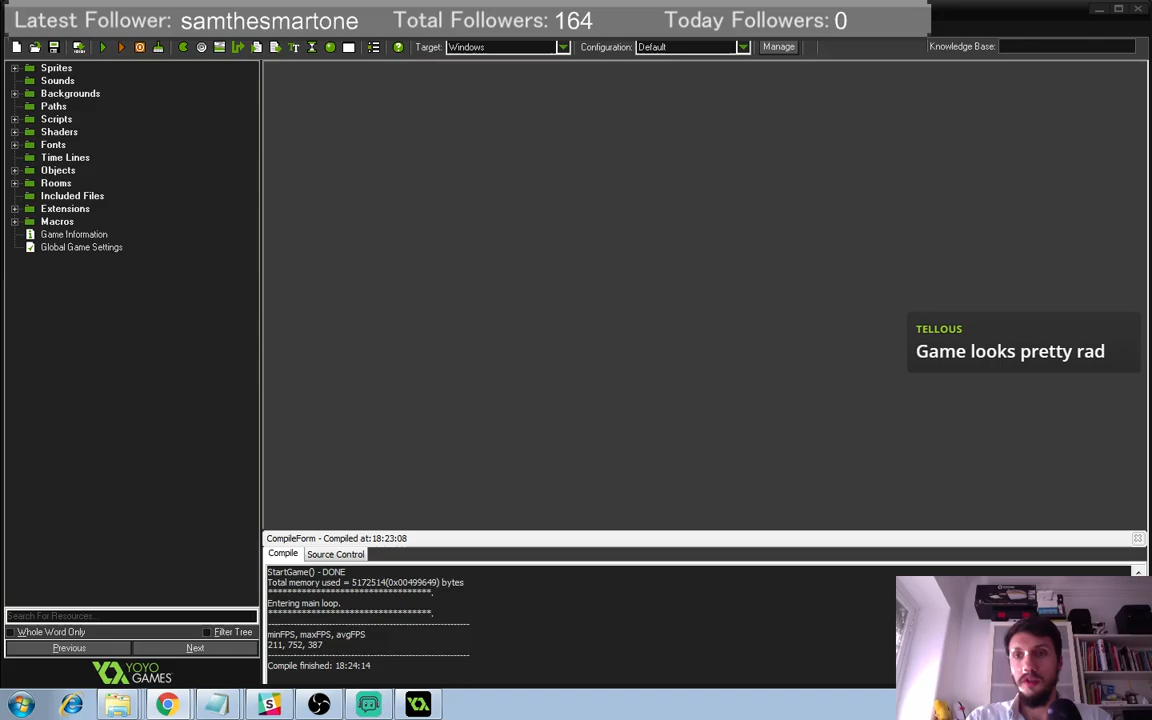 Latest Follower: samthesmartone Total Followers: 164 Today Followers: 0
Target: Windows Configuration: Default Manage Knowledge Base:
Sprites
Sounds
Backgrounds
Paths
Scripts
Shaders
Fonts
Time Lines
Objects
Rooms
Included Files
Extensions
Macros
Game Information
Global Game Settings
TELLOUS
Game looks pretty rad
CompileForm - Compiled at:18:23:08
Compile Source Control
StartGame() - DONE
Total memory used = 5172514(0x00499649) bytes
***********************************.
Entering main loop.
***********************************.
minFPS, maxFPS, avgFPS
211, 752, 387
Compile finished: 18:24:14
Search For Resources...
Whole Word Only Filter Tree
Previous Next
YOYO
GAMES